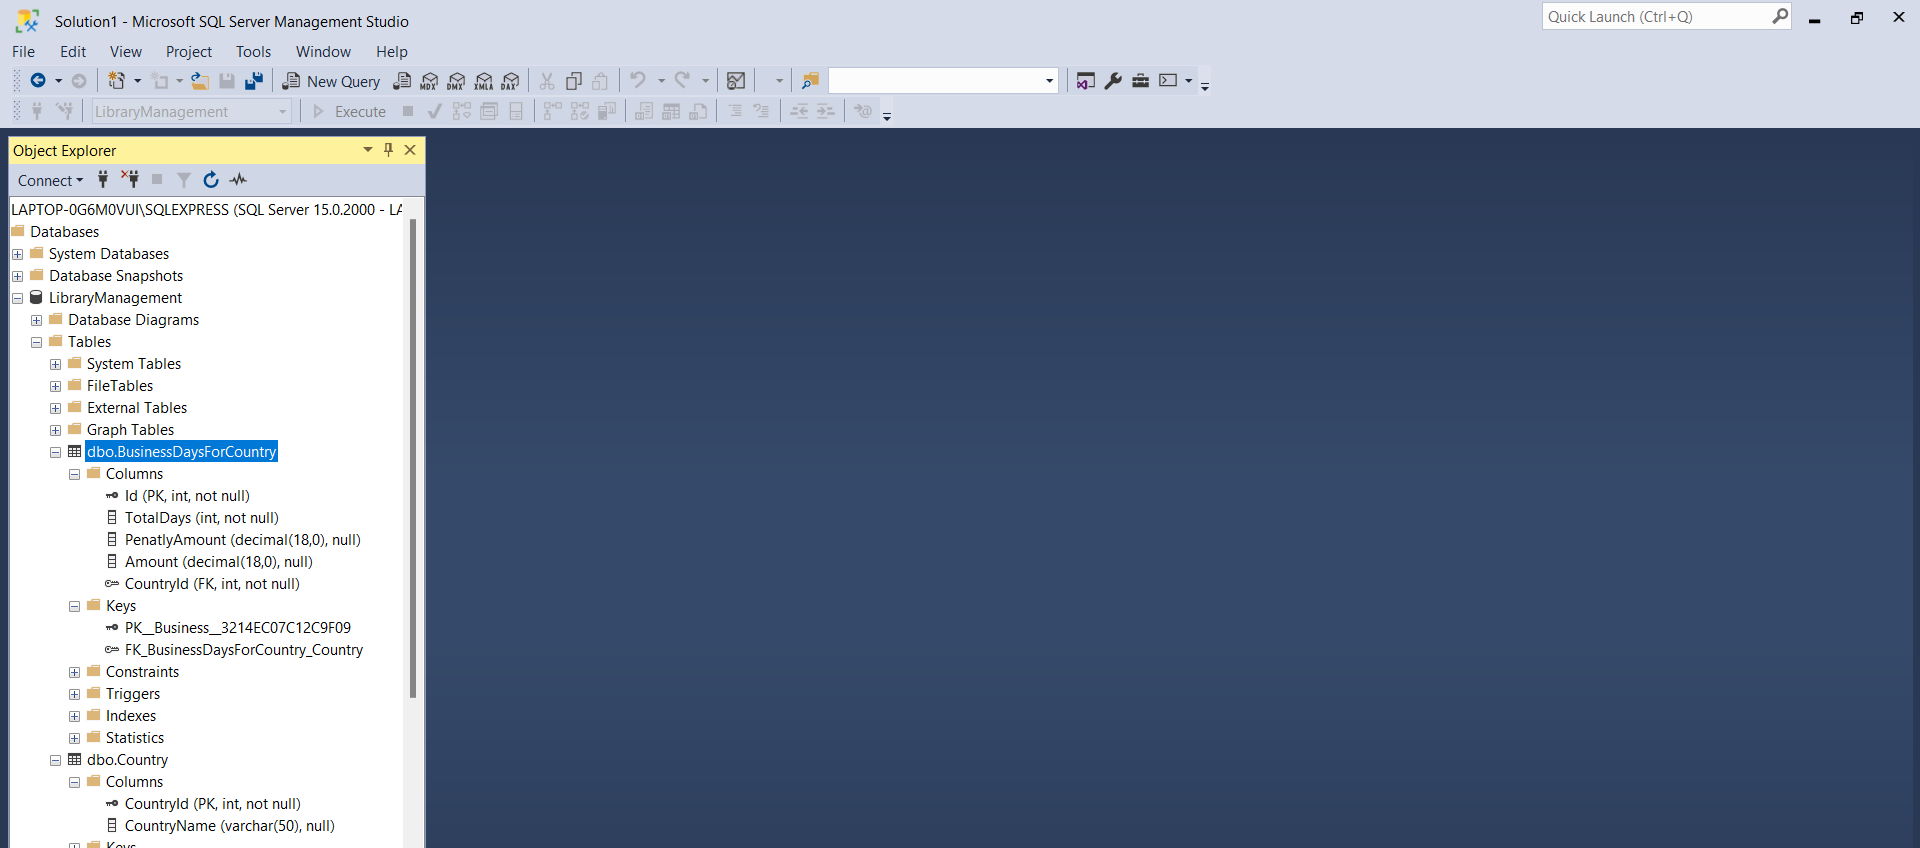 Solution1 - Microsoft SQL Server Management Studio
Quick Launch (Ctrl+Q)
File Edit View Project Tools Window Help
New Query MDX DMX XMLA DAX
LibraryManagement Execute
Object Explorer
Connect
LAPTOP-0G6M0VUI\SQLEXPRESS (SQL Server 15.0.2000 - LA
Databases
System Databases
Database Snapshots
LibraryManagement
Database Diagrams
Tables
System Tables
FileTables
External Tables
Graph Tables
dbo.BusinessDaysForCountry
Columns
Id (PK, int, not null)
TotalDays (int, not null)
PenatlyAmount (decimal(18,0), null)
Amount (decimal(18,0), null)
CountryId (FK, int, not null)
Keys
PK__Business__3214EC07C12C9F09
FK_BusinessDaysForCountry_Country
Constraints
Triggers
Indexes
Statistics
dbo.Country
Columns
CountryId (PK, int, not null)
CountryName (varchar(50), null)
Keys